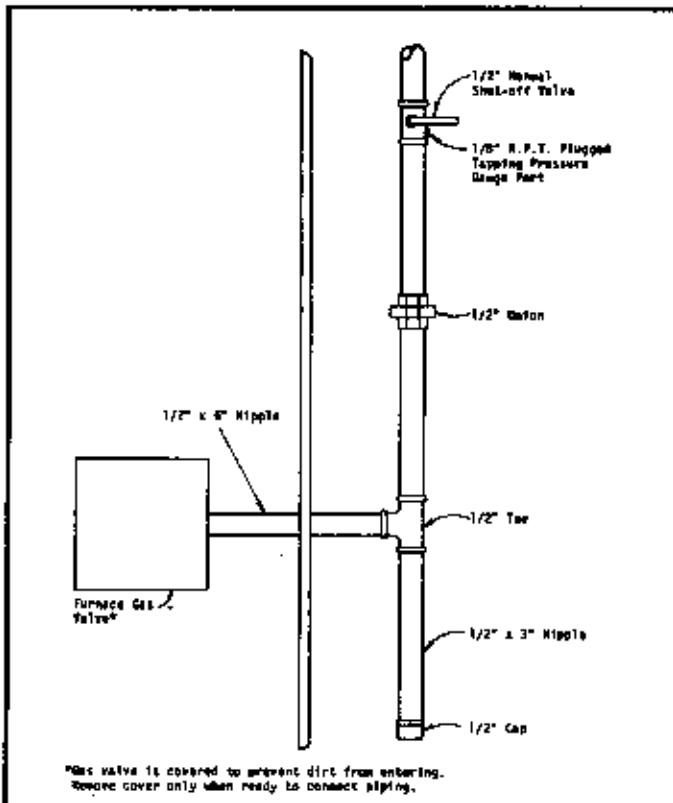 1/2" Manual
Shut-off Valve
1/8" N.P.T. Plugged
Tapping Pressure
Gauge Port
1/2" Union
1/2" x 6" Nipple
1/2" Tee
Furnace Gas
Valve*
1/2" x 3" Nipple
1/2" Cap
*Gas valve is covered to prevent dirt from entering.
Remove cover only when ready to connect piping.